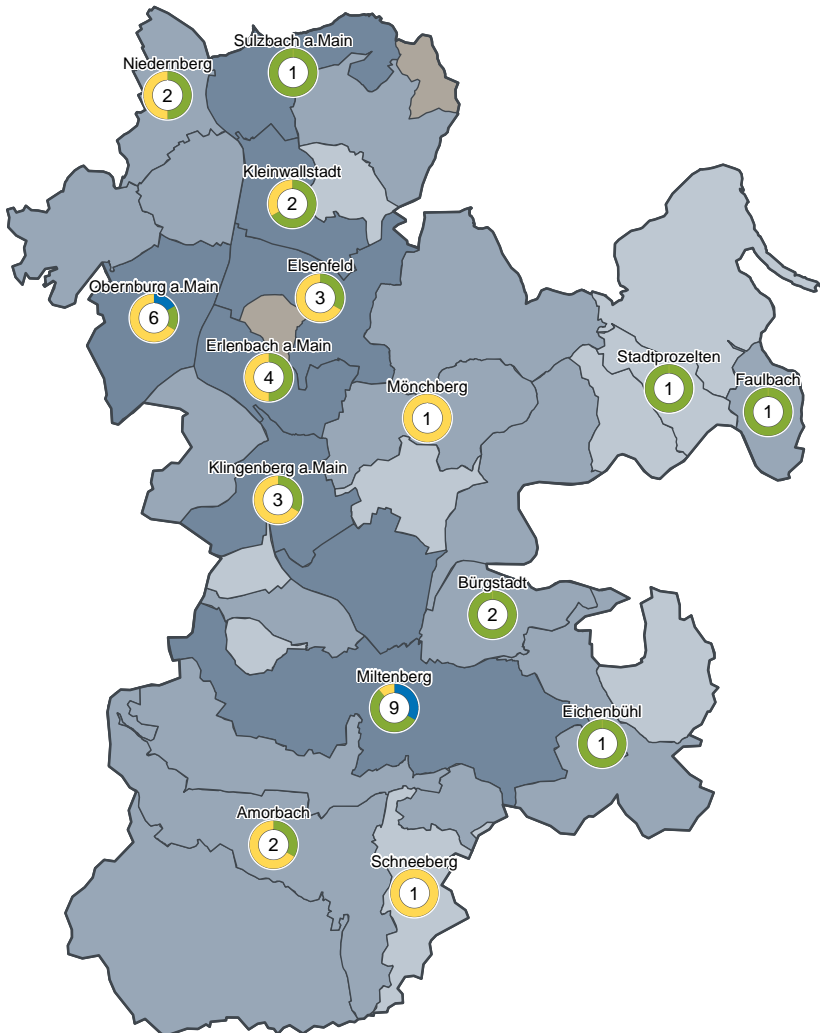 Sulzbach a.Main
1
Niedernberg
2
Kleinwallstadt
2
Elsenfeld
3
Obernburg a.Main
6
Erlenbach a.Main
4
Stadtprozelten
1
Faulbach
1
Mönchberg
1
Klingenberg a.Main
3
Bürgstadt
2
Miltenberg
9
Eichenbühl
1
Amorbach
2
Schneeberg
1